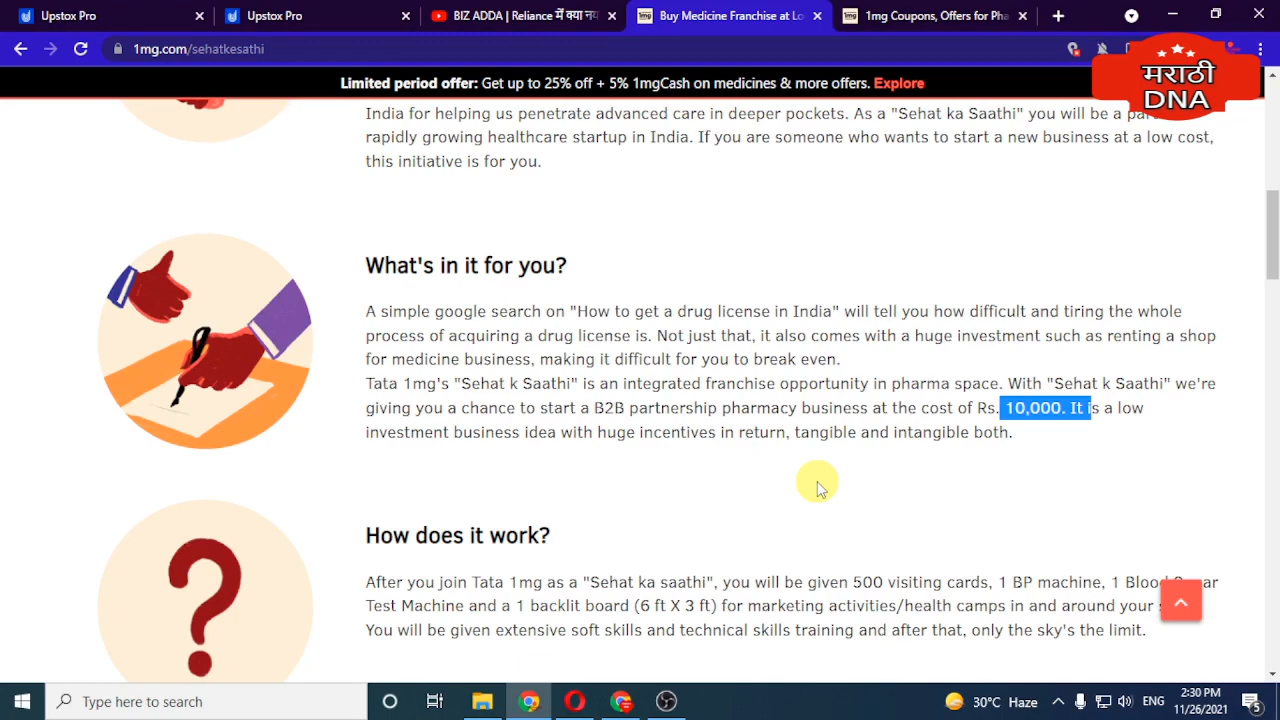 Upstox Pro
Upstox Pro
BIZ ADDA | Reliance में क्या नय
Buy Medicine Franchise at Lo
1mg Coupons, Offers for Pha
1mg.com/sehatkesathi
Limited period offer: Get up to 25% off + 5% 1mgCash on medicines & more offers. Explore
मराठी
DNA
India for helping us penetrate advanced care in deeper pockets. As a "Sehat ka Saathi" you will be a
rapidly growing healthcare startup in India. If you are someone who wants to start a new business at a low cost,
this initiative is for you.
What's in it for you?
A simple google search on "How to get a drug license in India" will tell you how difficult and tiring the whole
process of acquiring a drug license is. Not just that, it also comes with a huge investment such as renting a shop
for medicine business, making it difficult for you to break even.
Tata 1mg's "Sehat k Saathi" is an integrated franchise opportunity in pharma space. With "Sehat k Saathi" we're
giving you a chance to start a B2B partnership pharmacy business at the cost of Rs. 10,000. It is a low
investment business idea with huge incentives in return, tangible and intangible both.
How does it work?
After you join Tata 1mg as a "Sehat ka saathi", you will be given 500 visiting cards, 1 BP machine, 1 Blood Sugar
Test Machine and a 1 backlit board (6 ft X 3 ft) for marketing activities/health camps in and around your
You will be given extensive soft skills and technical skills training and after that, only the sky's the limit.
Type here to search
30°C Haze
ENG
2:30 PM
11/26/2021
5